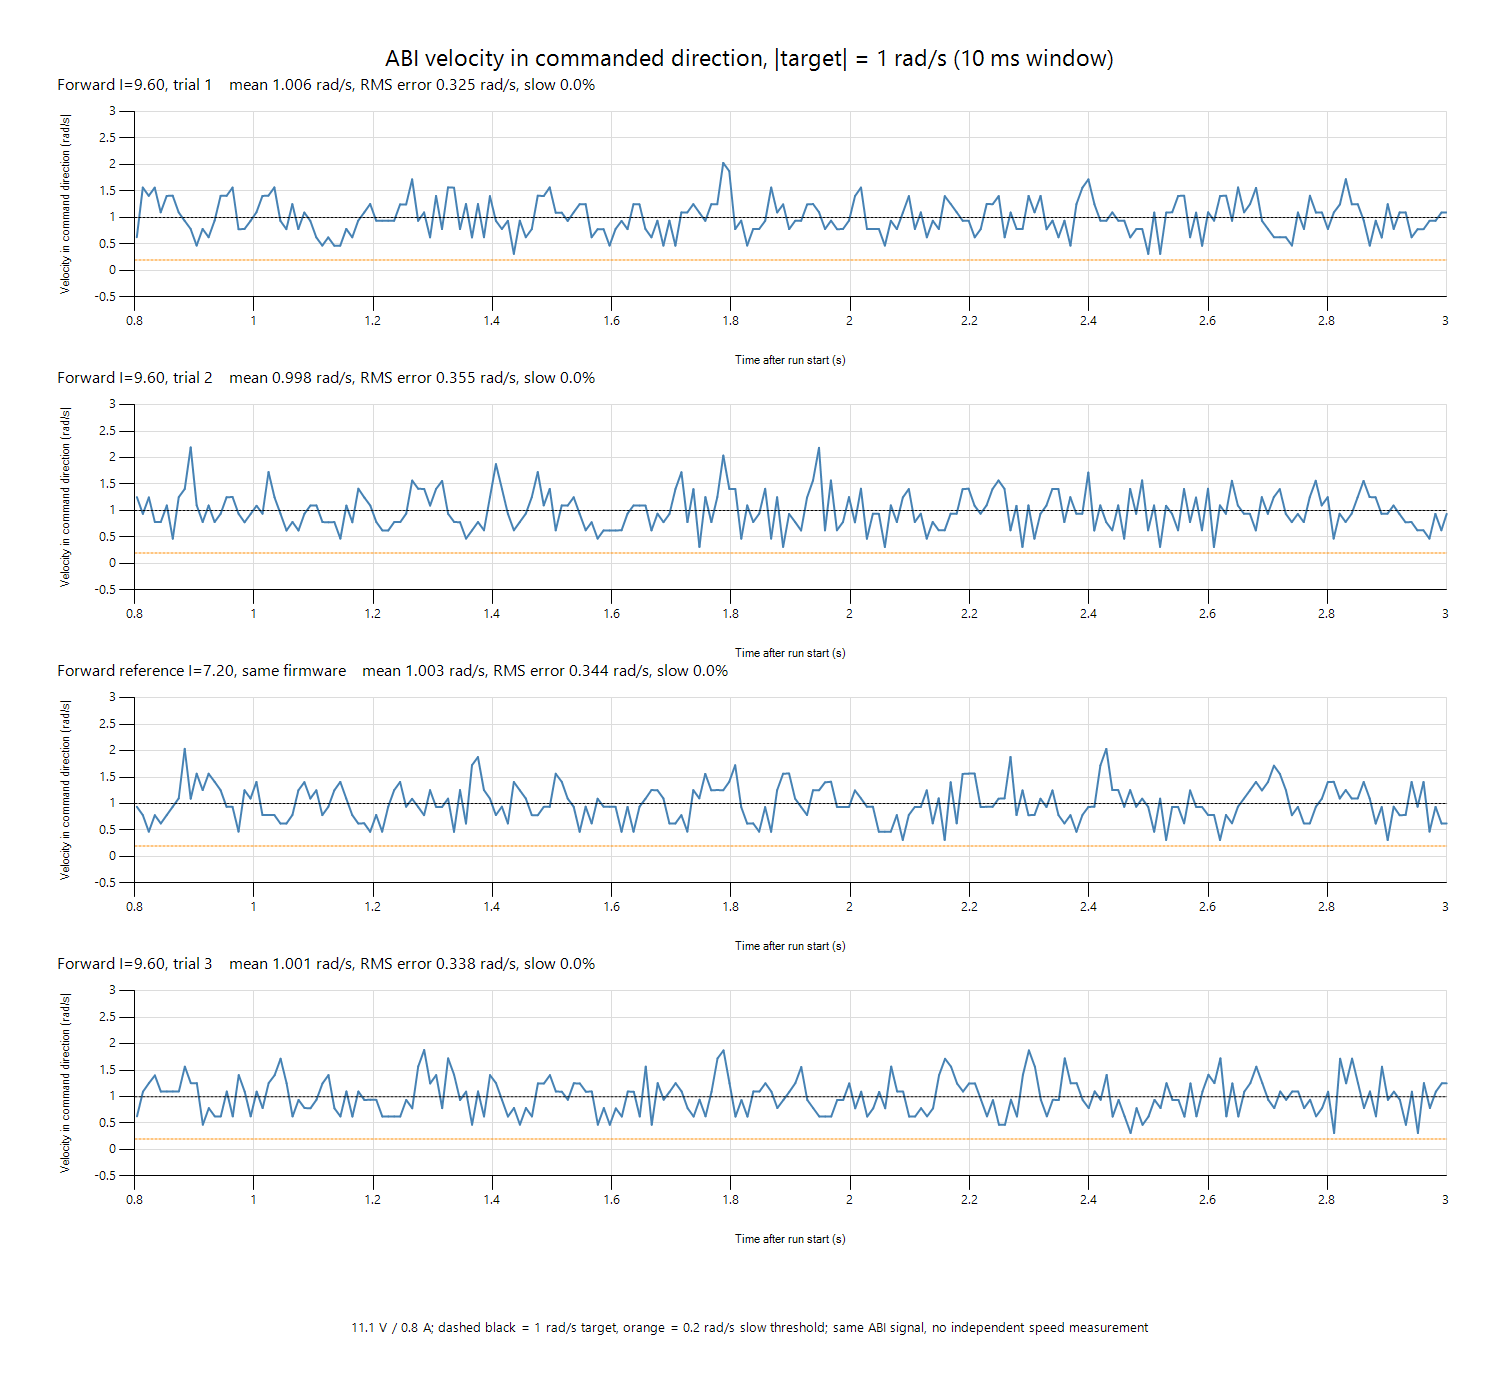 ABI velocity in commanded direction, |target| = 1 rad/s (10 ms window)
Forward I=9.60, trial 1    mean 1.006 rad/s, RMS error 0.325 rad/s, slow 0.0%
Velocity in command direction (rad/s)
3
2.5
2
1.5
1
0.5
0
-0.5
0.8 1 1.2 1.4 1.6 1.8 2 2.2 2.4 2.6 2.8 3
Time after run start (s)
Forward I=9.60, trial 2    mean 0.998 rad/s, RMS error 0.355 rad/s, slow 0.0%
Velocity in command direction (rad/s)
3
2.5
2
1.5
1
0.5
0
-0.5
0.8 1 1.2 1.4 1.6 1.8 2 2.2 2.4 2.6 2.8 3
Time after run start (s)
Forward reference I=7.20, same firmware    mean 1.003 rad/s, RMS error 0.344 rad/s, slow 0.0%
Velocity in command direction (rad/s)
3
2.5
2
1.5
1
0.5
0
-0.5
0.8 1 1.2 1.4 1.6 1.8 2 2.2 2.4 2.6 2.8 3
Time after run start (s)
Forward I=9.60, trial 3    mean 1.001 rad/s, RMS error 0.338 rad/s, slow 0.0%
Velocity in command direction (rad/s)
3
2.5
2
1.5
1
0.5
0
-0.5
0.8 1 1.2 1.4 1.6 1.8 2 2.2 2.4 2.6 2.8 3
Time after run start (s)
11.1 V / 0.8 A; dashed black = 1 rad/s target, orange = 0.2 rad/s slow threshold; same ABI signal, no independent speed measurement